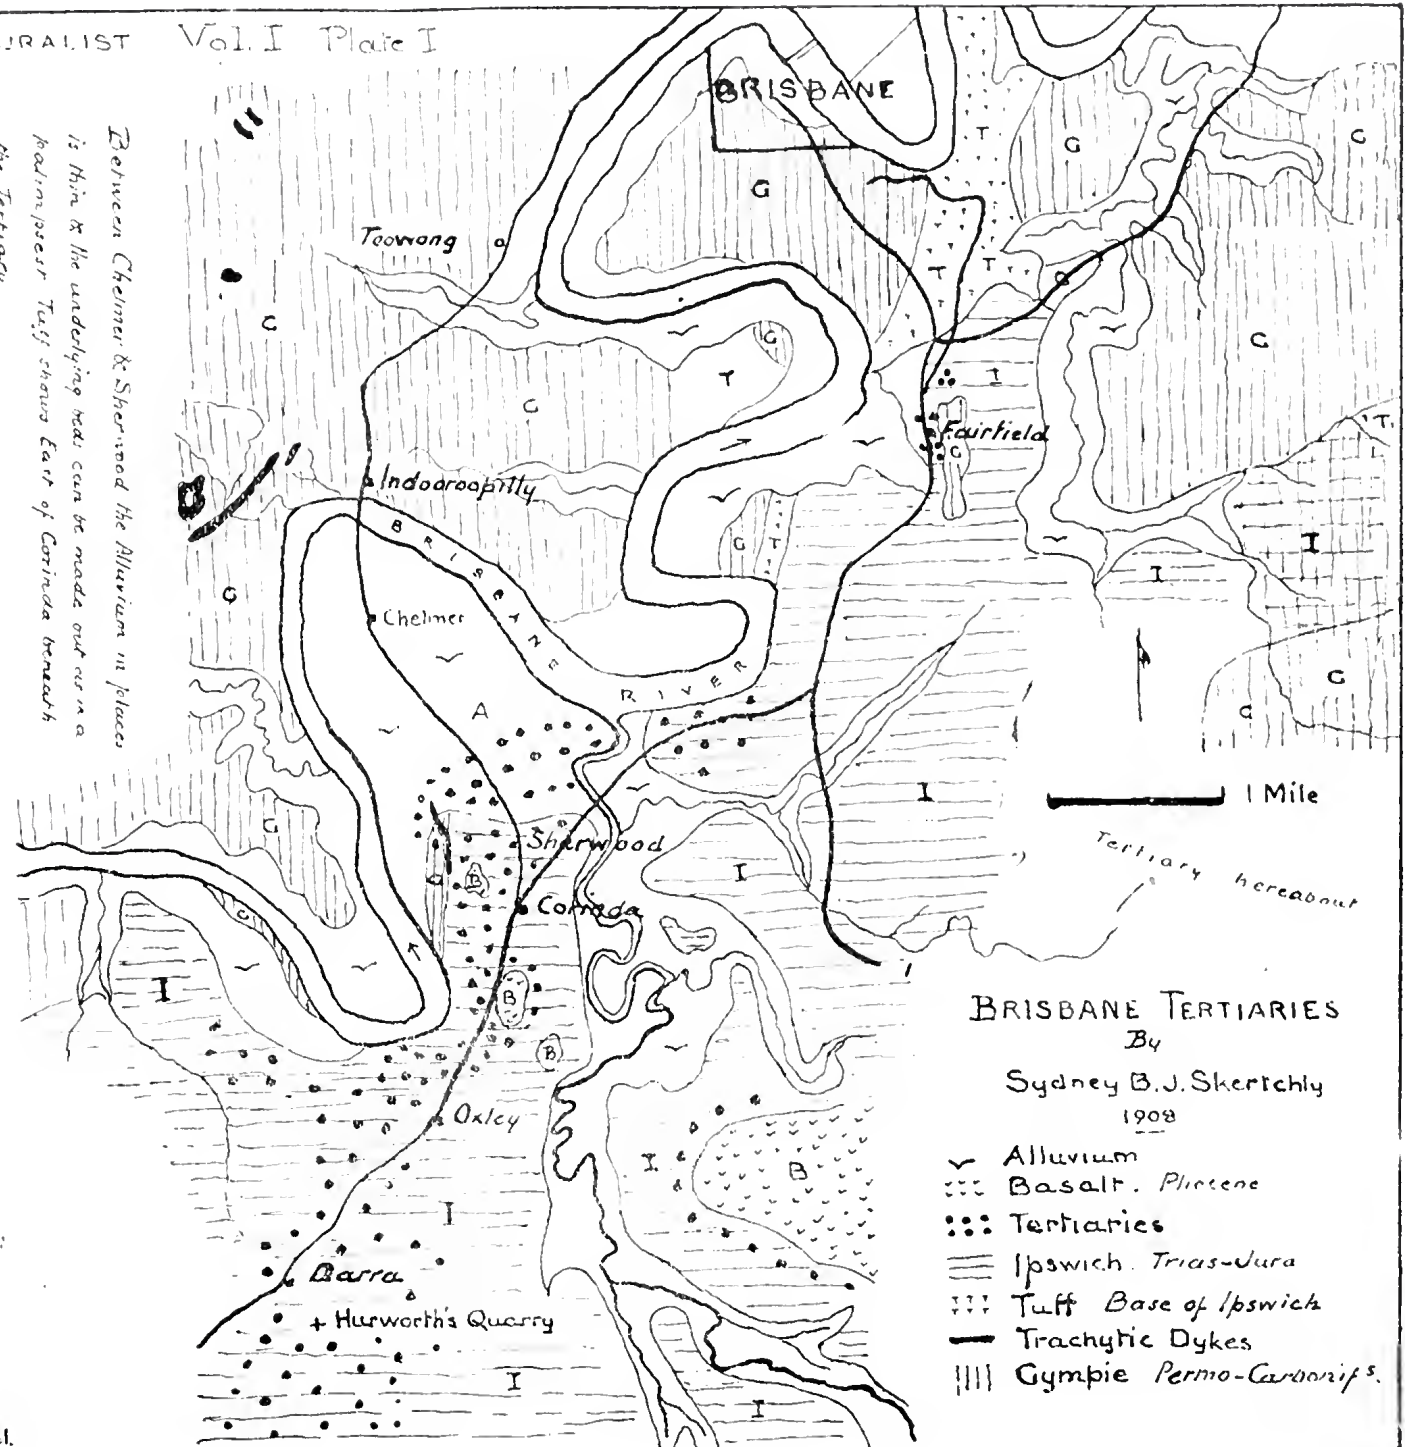 URALIST Vol. I Plate I
BRISBANE
Between Chelmer & Sherwood the Alluvium in places
is thin & the underlying beds can be made out as in a
palimpsest. Tuff shows East of Corinda beneath
the Tertiary
T
G
G
G
Toowong
T
T
G
G
G
T
I
G
Fairfield
G
T
Indooroopilly
G
T
I
I
G
BRISBANE
RIVER
Chelmer
A
G
G
I
1 Mile
Tertiary hereabout
G
Sherwood
I
G
B
Corinda
G
I
B
B
BRISBANE TERTIARIES
By
Sydney B.J. Skertchly
1908
Oxley
I
B
I
Alluvium
Basalt. Pliocene
Tertiaries
Ipswich. Trias-Jura
Tuff Base of Ipswich
Trachytic Dykes
Gympie Permo-Carbonifs.
Darra
+ Hurworth's Quarry
I
I